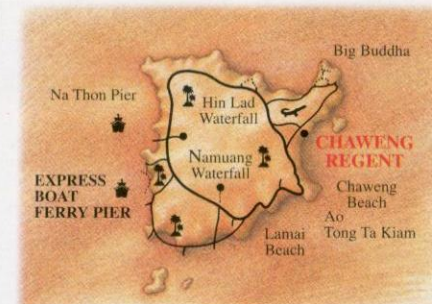 Big Buddha
Na Thon Pier
Hin Lad
Waterfall
CHAWENG
REGENT
Namuang
Waterfall
EXPRESS
BOAT
FERRY PIER
Chaweng
Beach
Ao
Tong Ta Kiam
Lamai
Beach